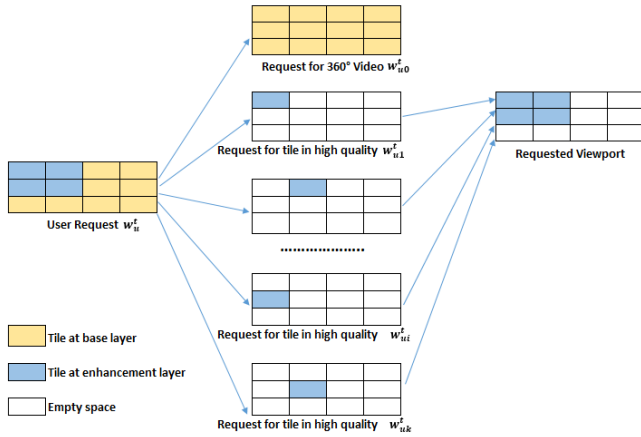 Request for 360° Video w_{u0}^t
Request for tile in high quality w_{u1}^t
Requested Viewport
User Request w_u^t
.....................
Request for tile in high quality w_{ui}^t
Tile at base layer
Tile at enhancement layer
Empty space
Request for tile in high quality w_{uk}^t